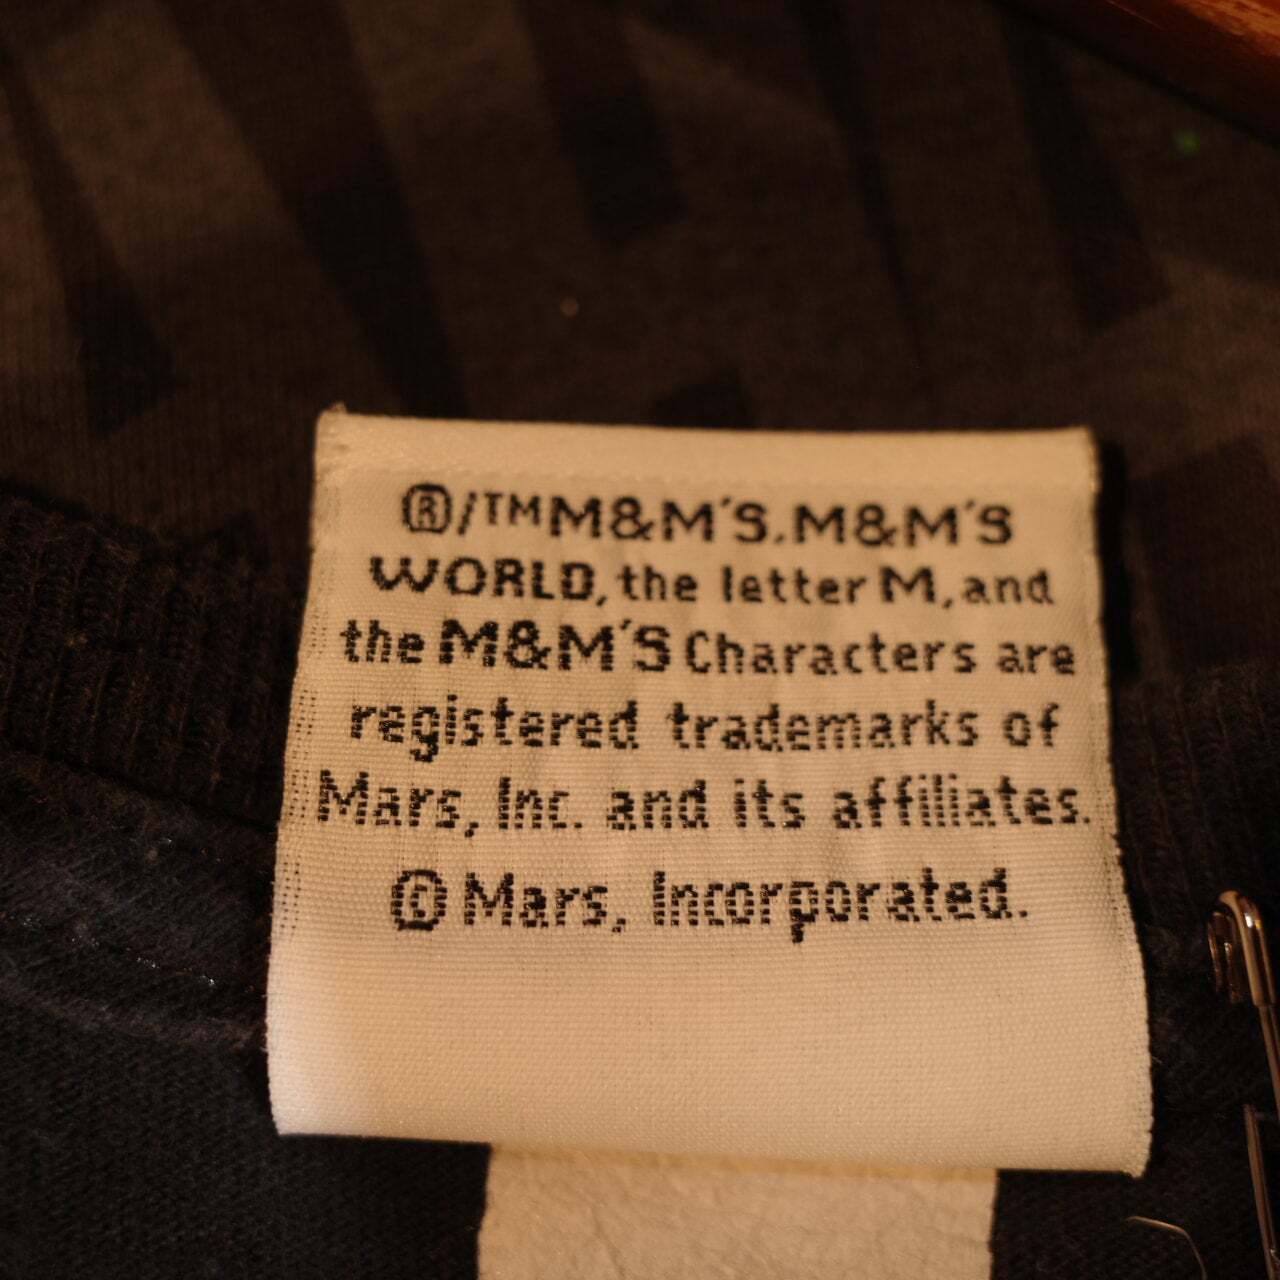 ®/™M&M'S, M&M'S
WORLD, the letter M, and
the M&M'S Characters are
registered trademarks of
Mars, Inc. and its affiliates.
© Mars, Incorporated.